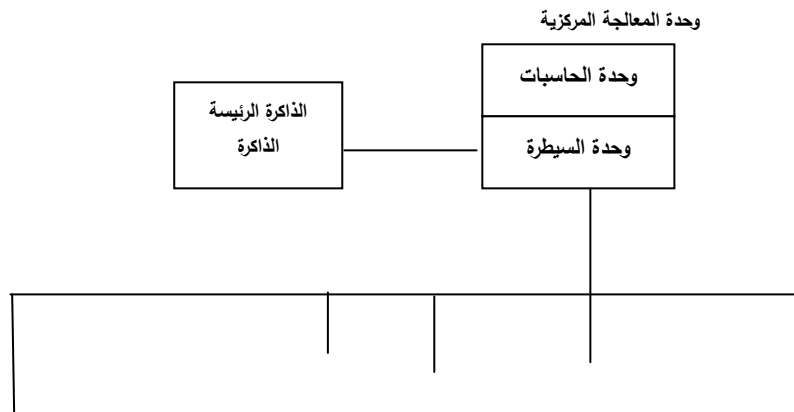 وحدة المعالجة المركزية
وحدة الحاسبات
الذاكرة الرئيسة
الذاكرة
وحدة السيطرة